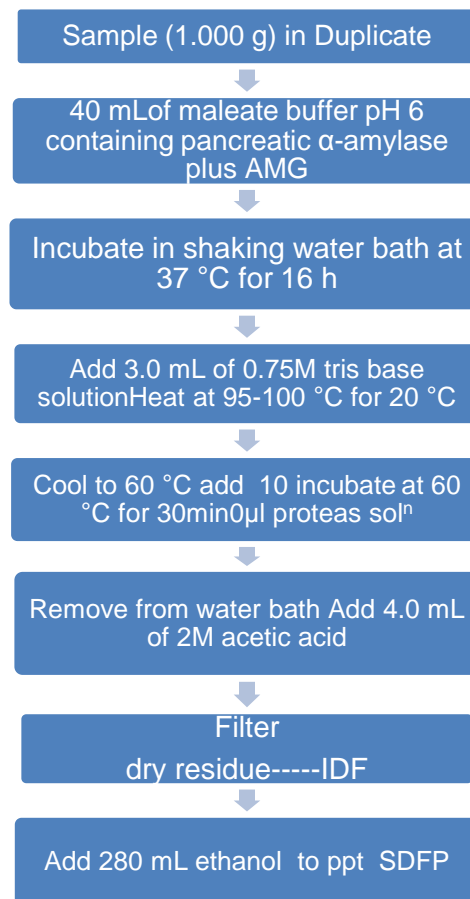 Sample (1.000 g) in Duplicate
40 mLof maleate buffer pH 6
containing pancreatic α-amylase
plus AMG
Incubate in shaking water bath at
37 °C for 16 h
Add 3.0 mL of 0.75M tris base
solutionHeat at 95-100 °C for 20 °C
Cool to 60 °C add 10 incubate at 60
°C for 30min0µl proteas solⁿ
Remove from water bath Add 4.0 mL
of 2M acetic acid
Filter
dry residue-----IDF
Add 280 mL ethanol to ppt SDFP